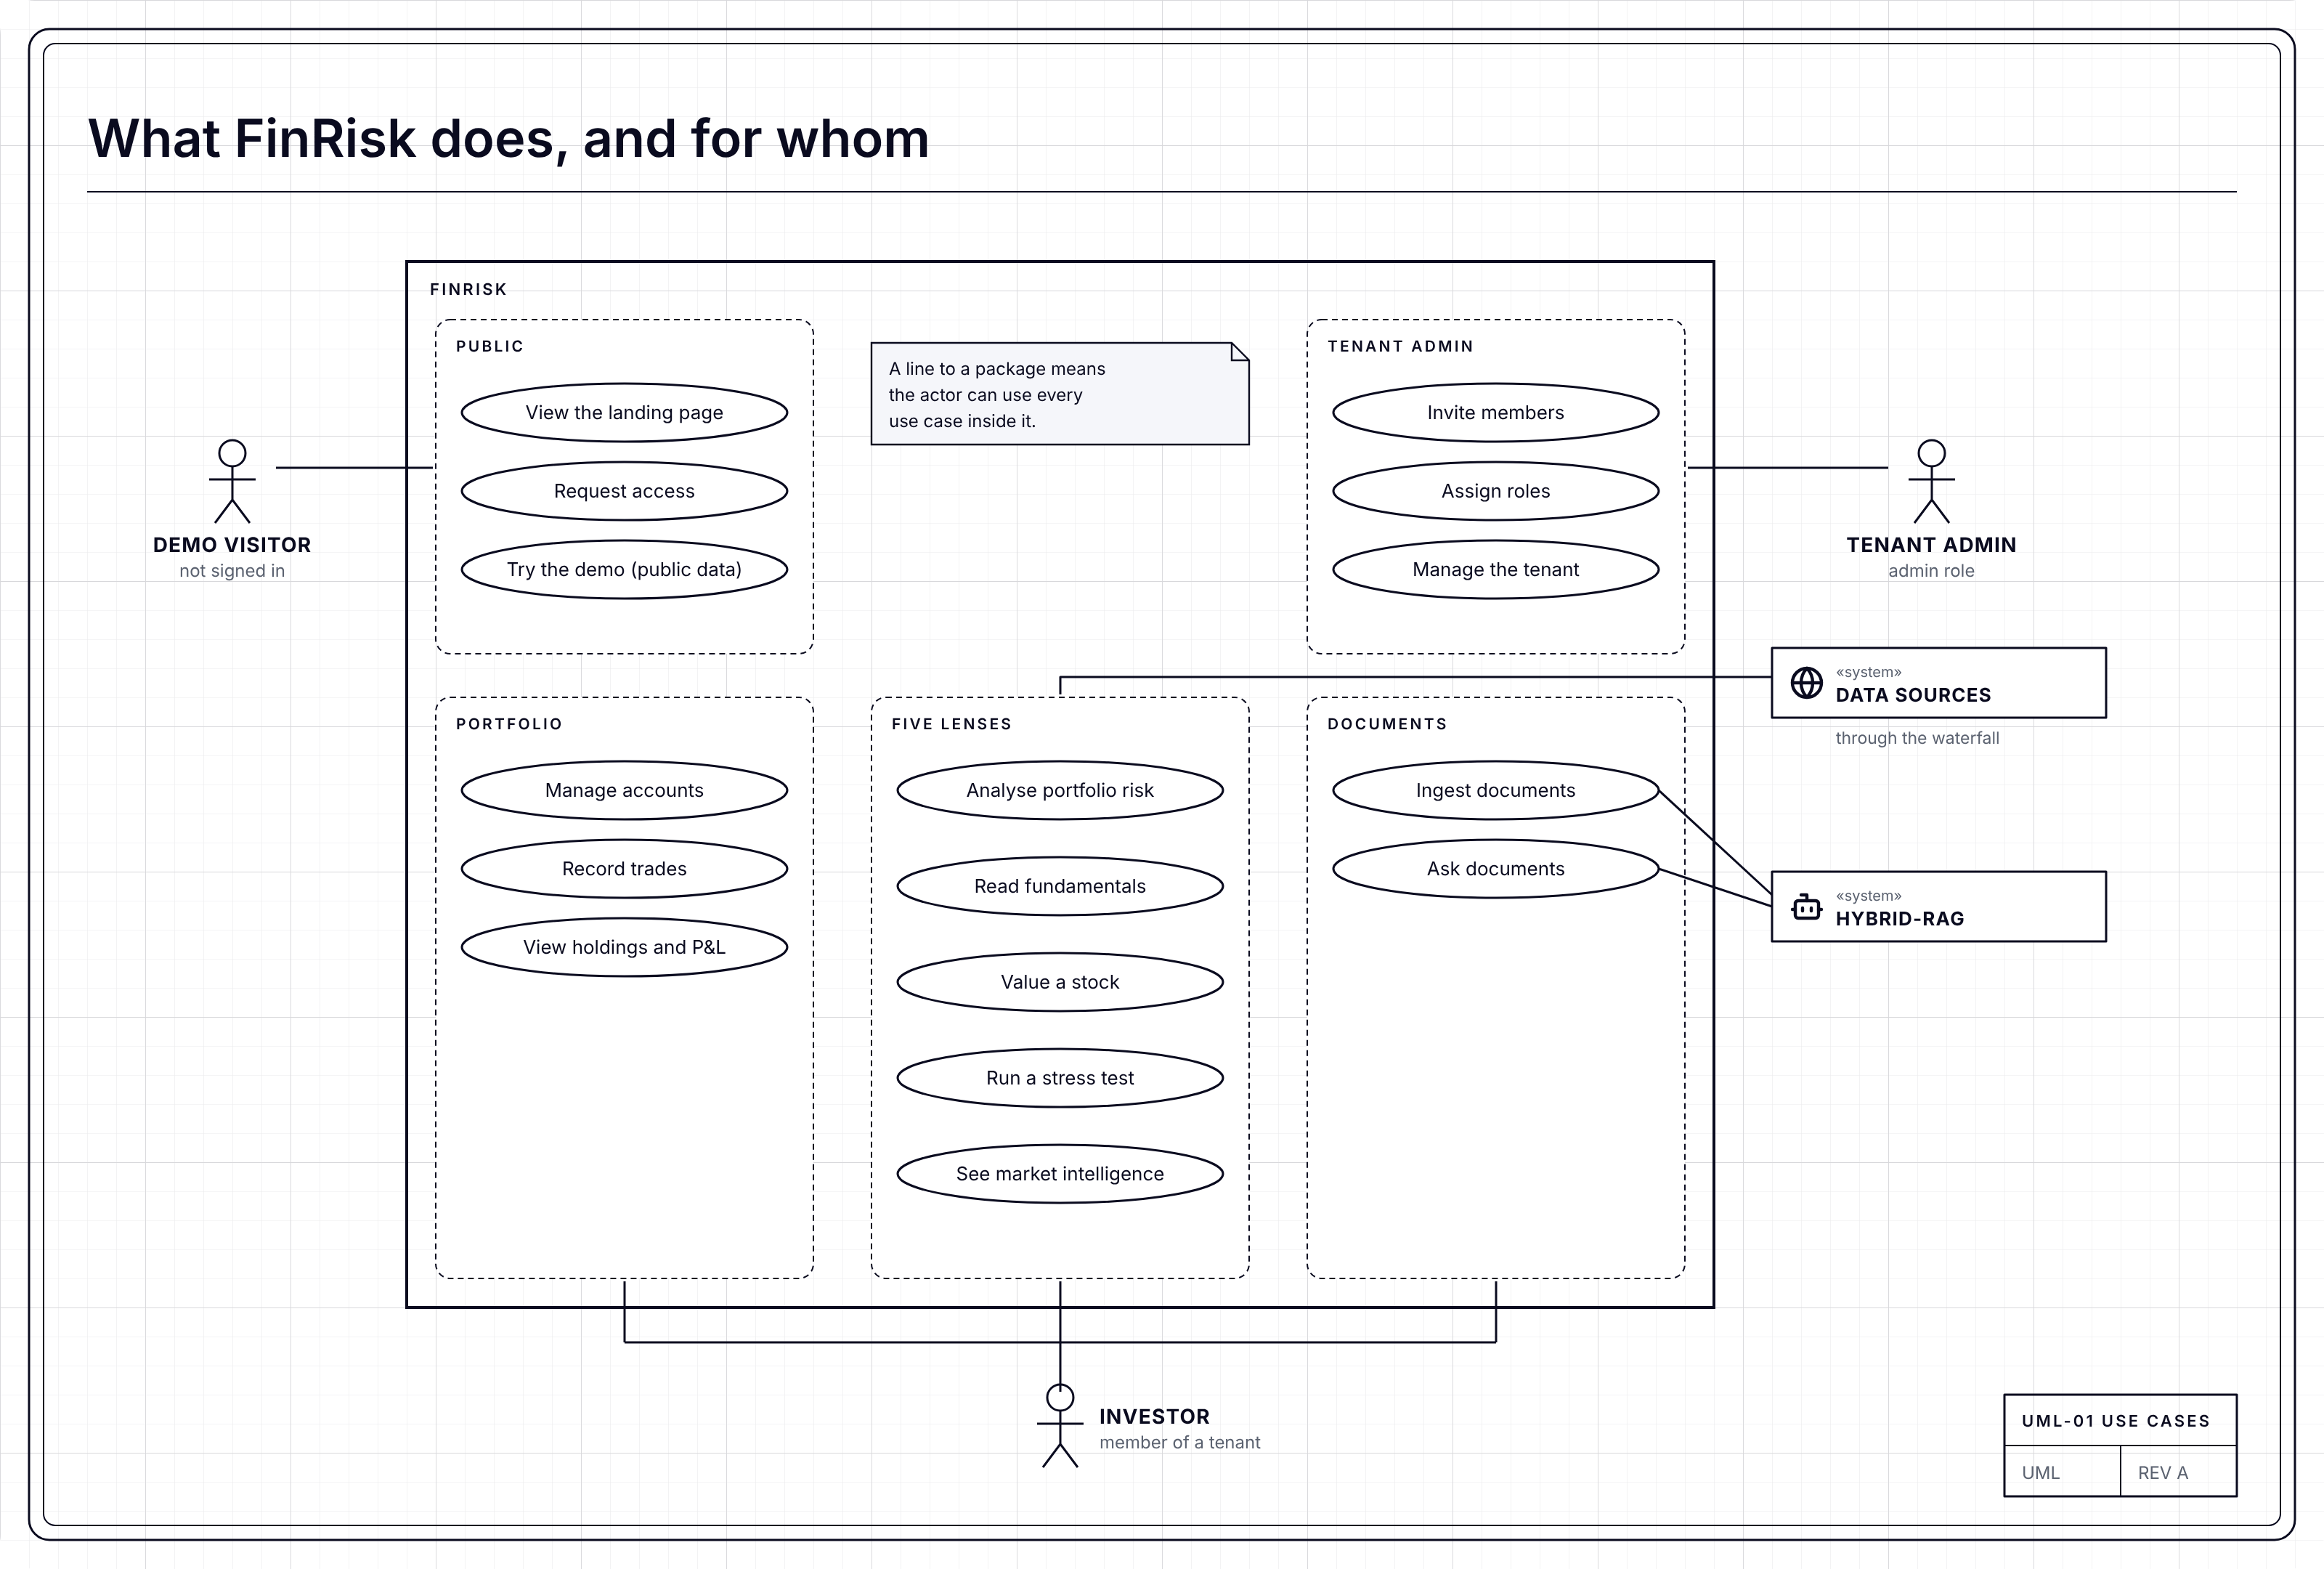 What FinRisk does, and for whom
FINRISK
PUBLIC
View the landing page
Request access
Try the demo (public data)
A line to a package means
the actor can use every
use case inside it.
TENANT ADMIN
Invite members
Assign roles
Manage the tenant
DEMO VISITOR
not signed in
TENANT ADMIN
admin role
«system»
DATA SOURCES
through the waterfall
PORTFOLIO
Manage accounts
Record trades
View holdings and P&L
FIVE LENSES
Analyse portfolio risk
Read fundamentals
Value a stock
Run a stress test
See market intelligence
DOCUMENTS
Ingest documents
Ask documents
«system»
HYBRID-RAG
INVESTOR
member of a tenant
UML-01 USE CASES
UML
REV A